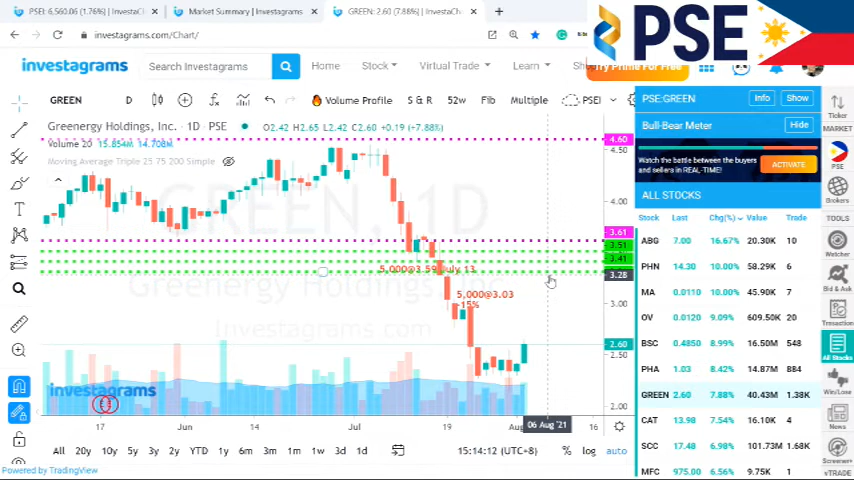 PSEI: 6,560.06 (1.76%) | InvestaC
Market Summary | Investagrams
GREEN: 2.60 (7.88%) | InvestaCh
investagrams.com/Chart/
PSE
investagrams
Search Investagrams
Home
Stock
Virtual Trade
Learn
Try Prime For Free
GREEN
D
Volume Profile
S & R
52w
Fib
Multiple
PSEI
Greenergy Holdings, Inc. · 1D · PSE
O2.42 H2.65 L2.42 C2.60 +0.19 (+7.88%)
Volume 20 15.854M 14.708M
Moving Average Triple 25 75 200 Simple
GREEN, 1D
Greenergy Holdings, Inc.
Investagrams.com
5,000@3.59 July 13
5,000@3.03
-15%
investagrams
4.60
4.50
4.00
3.61
3.51
3.41
3.28
3.00
2.60
2.50
2.00
17
Jun
14
Jul
19
Aug
06 Aug '21
16
All
20y
10y
5y
3y
YTD
1y
6m
3m
1m
5d
3d
1d
15:14:12 (UTC+8)
%
log
auto
Powered by TradingView
PSE:GREEN
Info
Show
Bull-Bear Meter
Hide
Watch the battle between the buyers
and sellers in REAL-TIME!
ACTIVATE
ALL STOCKS
Stock Last Chg(%) Value Trade
ABG 7.00 16.67% 20.30K 10
PHN 14.30 10.00% 58.29K 6
MA 0.0110 10.00% 45.90K 7
OV 0.0120 9.09% 609.50K 20
BSC 0.4850 8.99% 16.50M 548
PHA 1.03 8.42% 14.87M 884
GREEN 2.60 7.88% 40.43M 1.38K
CAT 13.98 7.54% 16.10K 4
SCC 17.48 6.98% 101.73M 1.68K
MFC 975.00 6.56% 9.75K 1
Ticker
MARKET
PSE
Brokers
TOOLS
Watcher
Bid & Ask
Transaction
All Stocks
Win/Lose
News
Screener+
vTRADE